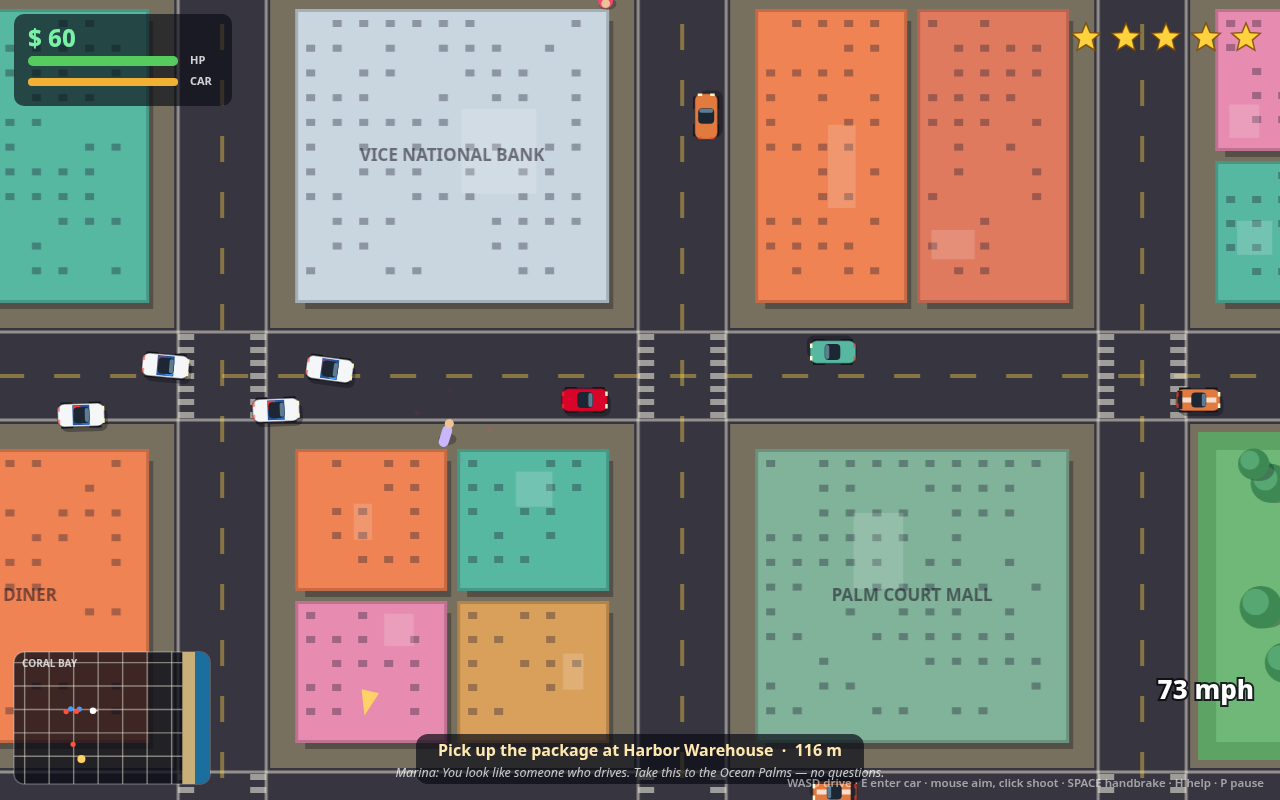 $ 60
HP
CAR
VICE NATIONAL BANK
DINER
PALM COURT MALL
CORAL BAY
73 mph
Pick up the package at Harbor Warehouse · 116 m
Marina: You look like someone who drives. Take this to the Ocean Palms — no questions.
WASD drive · E enter car · mouse aim, click shoot · SPACE handbrake · H help · P pause